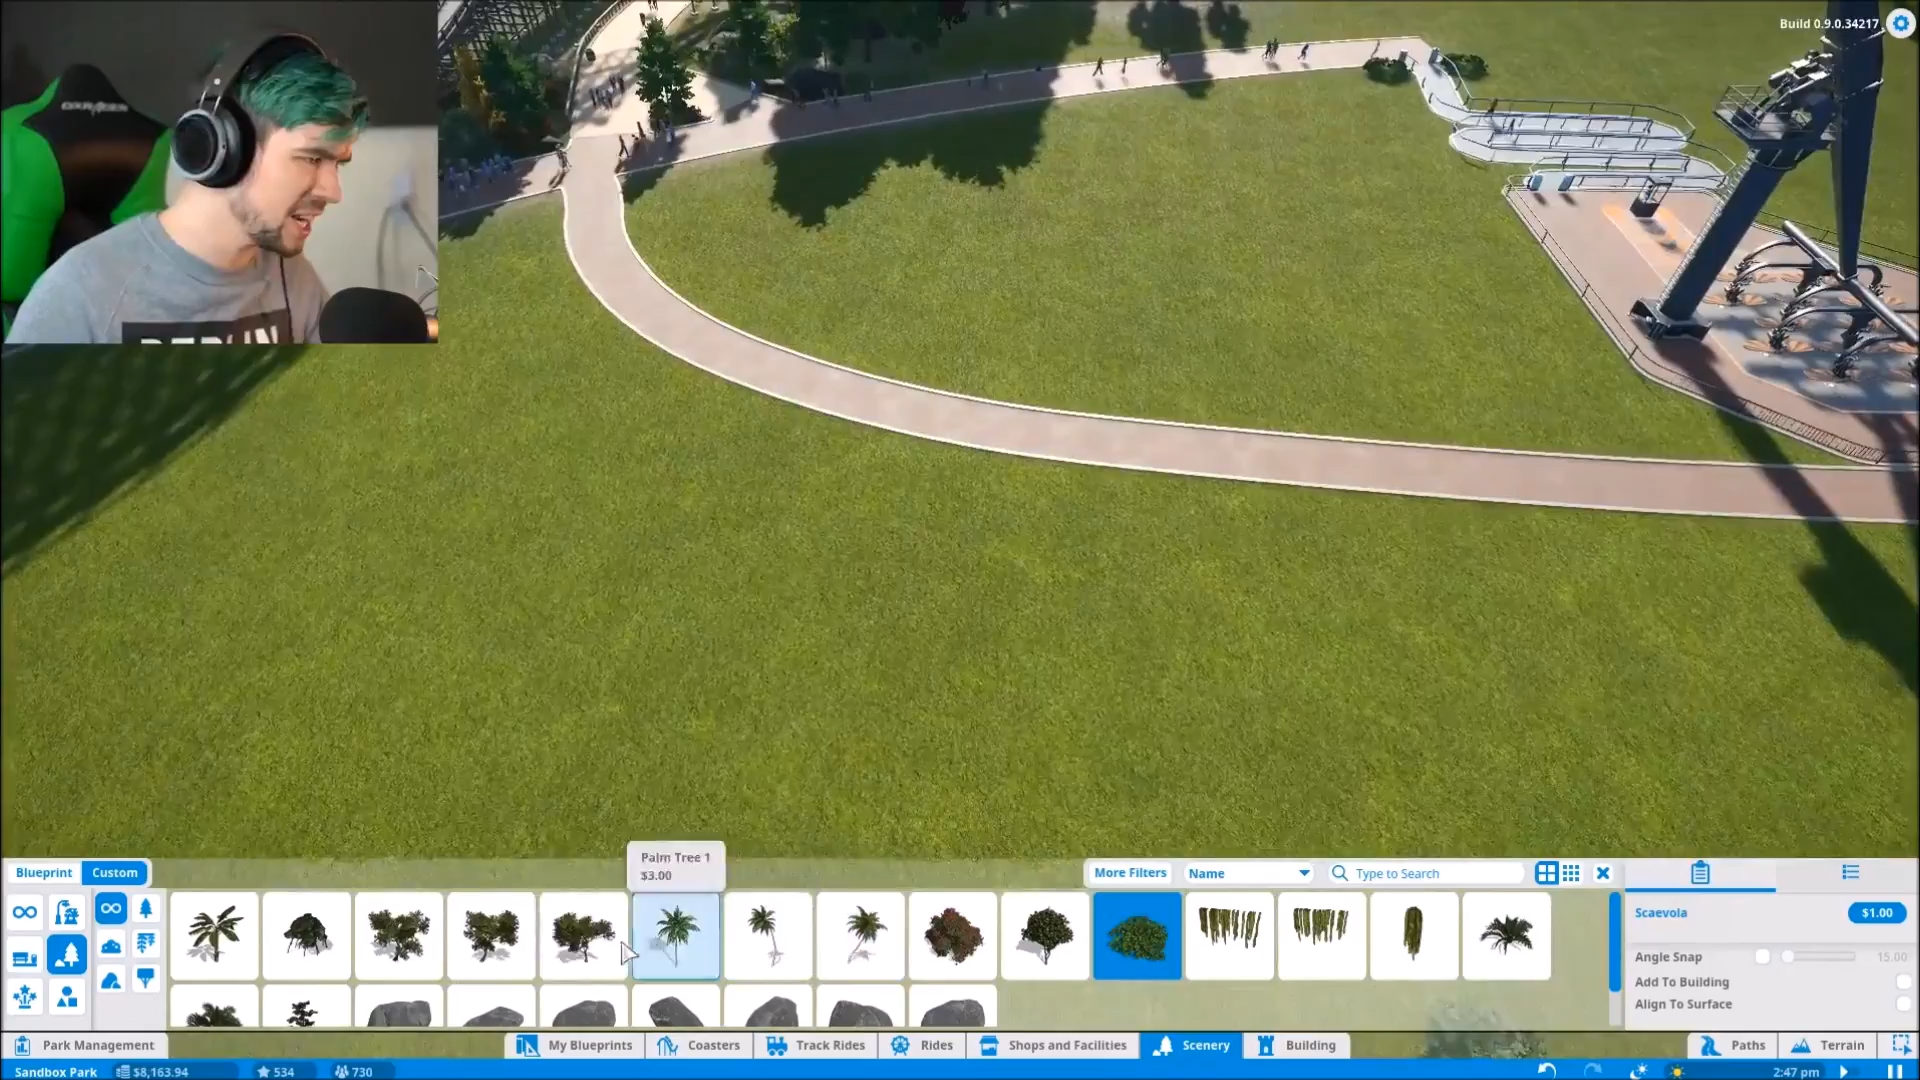 Build 0.9.0.34217
Palm Tree 1
$3.00
Blueprint
Custom
More Filters
Name
Type to Search
Scaevola
$1.00
Angle Snap
15.00
Add To Building
Align To Surface
Park Management
My Blueprints
Coasters
Track Rides
Rides
Shops and Facilities
Scenery
Building
Paths
Terrain
Sandbox Park
$8,163.94
534
730
2:47 pm